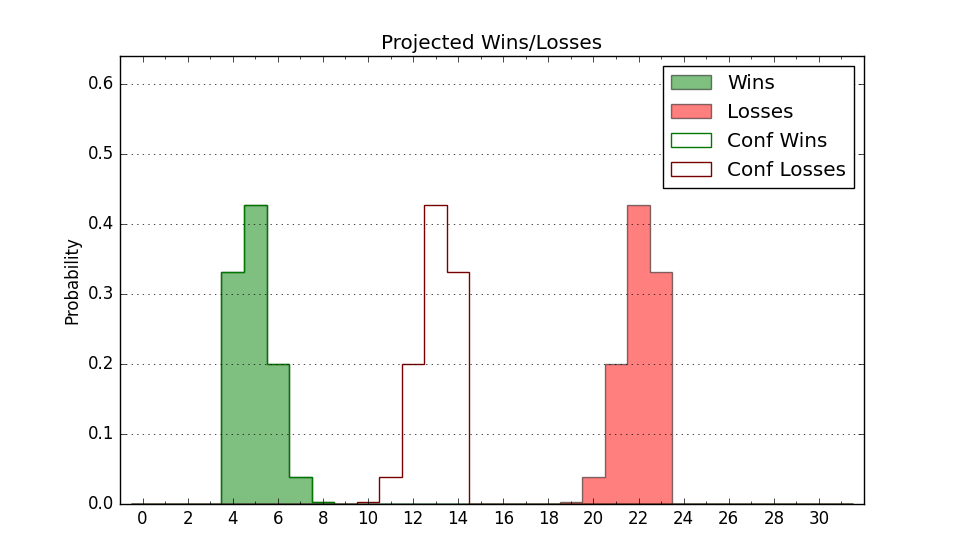 Projected Wins/Losses
Wins
Losses
Conf Wins
Conf Losses
Probability
0.6
0.5
0.4
0.3
0.2
0.1
0.0
0 2 4 6 8 10 12 14 16 18 20 22 24 26 28 30